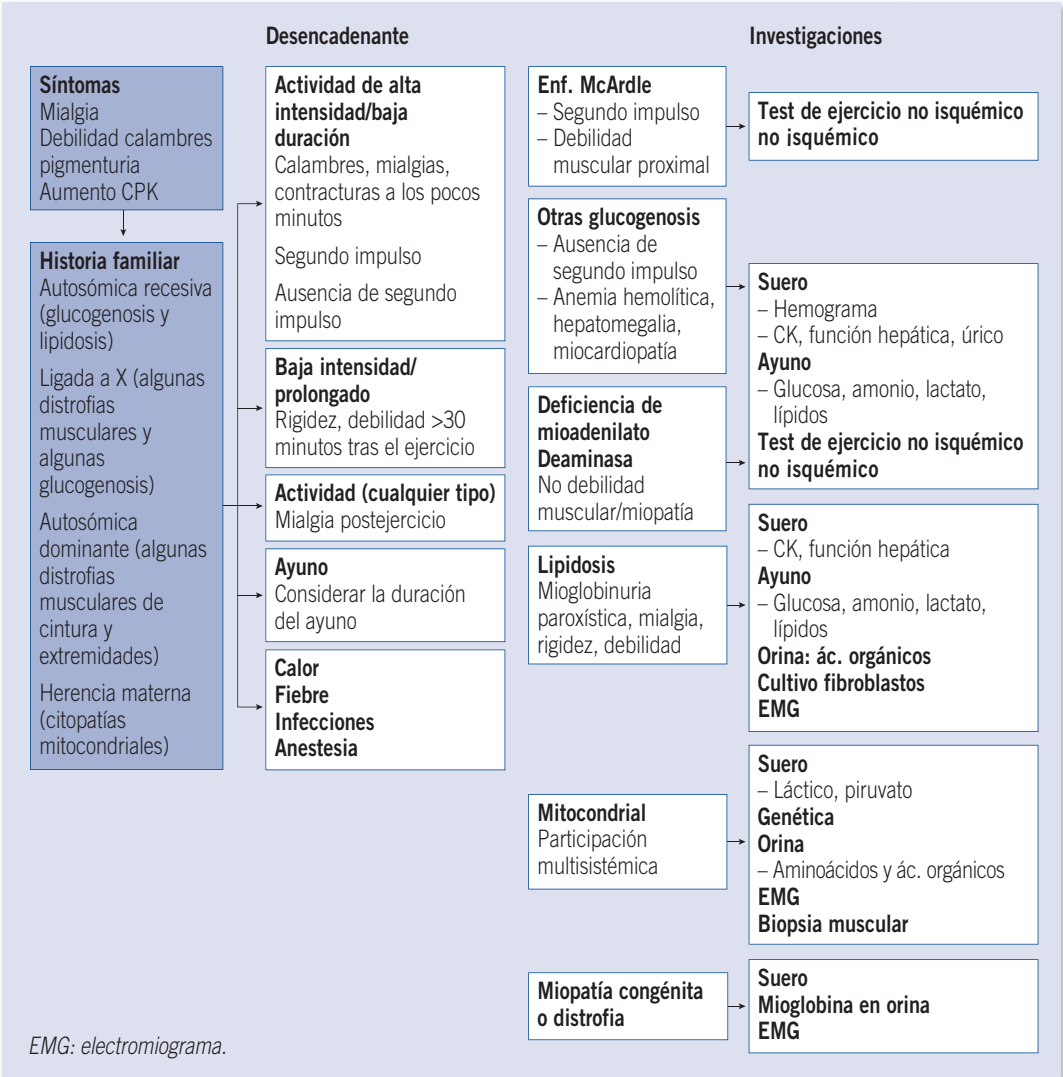 Desencadenante
Investigaciones
Síntomas
Mialgia
Debilidad calambres
pigmenturia
Aumento CPK
Historia familiar
Autosómica recesiva
(glucogenosis y
lipidosis)
Ligada a X (algunas
distrofias
musculares y
algunas
glucogenosis)
Autosómica
dominante (algunas
distrofias
musculares de
cintura y
extremidades)
Herencia materna
(citopatías
mitocondriales)
Actividad de alta
intensidad/baja
duración
Calambres, mialgias,
contracturas a los pocos
minutos
Segundo impulso
Ausencia de segundo
impulso
Baja intensidad/
prolongado
Rigidez, debilidad >30
minutos tras el ejercicio
Actividad (cualquier tipo)
Mialgia postejercicio
Ayuno
Considerar la duración
del ayuno
Calor
Fiebre
Infecciones
Anestesia
Enf. McArdle
– Segundo impulso
– Debilidad
muscular proximal
Otras glucogenosis
– Ausencia de
segundo impulso
– Anemia hemolítica,
hepatomegalia,
miocardiopatía
Deficiencia de
mioadenilato
Deaminasa
No debilidad
muscular/miopatía
Lipidosis
Mioglobinuria
paroxística, mialgia,
rigidez, debilidad
Mitocondrial
Participación
multisistémica
Miopatía congénita
o distrofia
Test de ejercicio no isquémico
no isquémico
Suero
– Hemograma
– CK, función hepática, úrico
Ayuno
– Glucosa, amonio, lactato,
lípidos
Test de ejercicio no isquémico
no isquémico
Suero
– CK, función hepática
Ayuno
– Glucosa, amonio, lactato,
lípidos
Orina: ác. orgánicos
Cultivo fibroblastos
EMG
Suero
– Láctico, piruvato
Genética
Orina
– Aminoácidos y ác. orgánicos
EMG
Biopsia muscular
Suero
Mioglobina en orina
EMG
EMG: electromiograma.